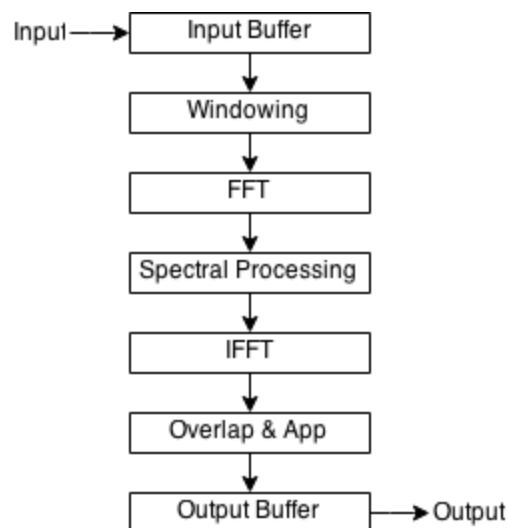 Input
Input Buffer
Windowing
FFT
Spectral Processing
IFFT
Overlap & App
Output Buffer
Output